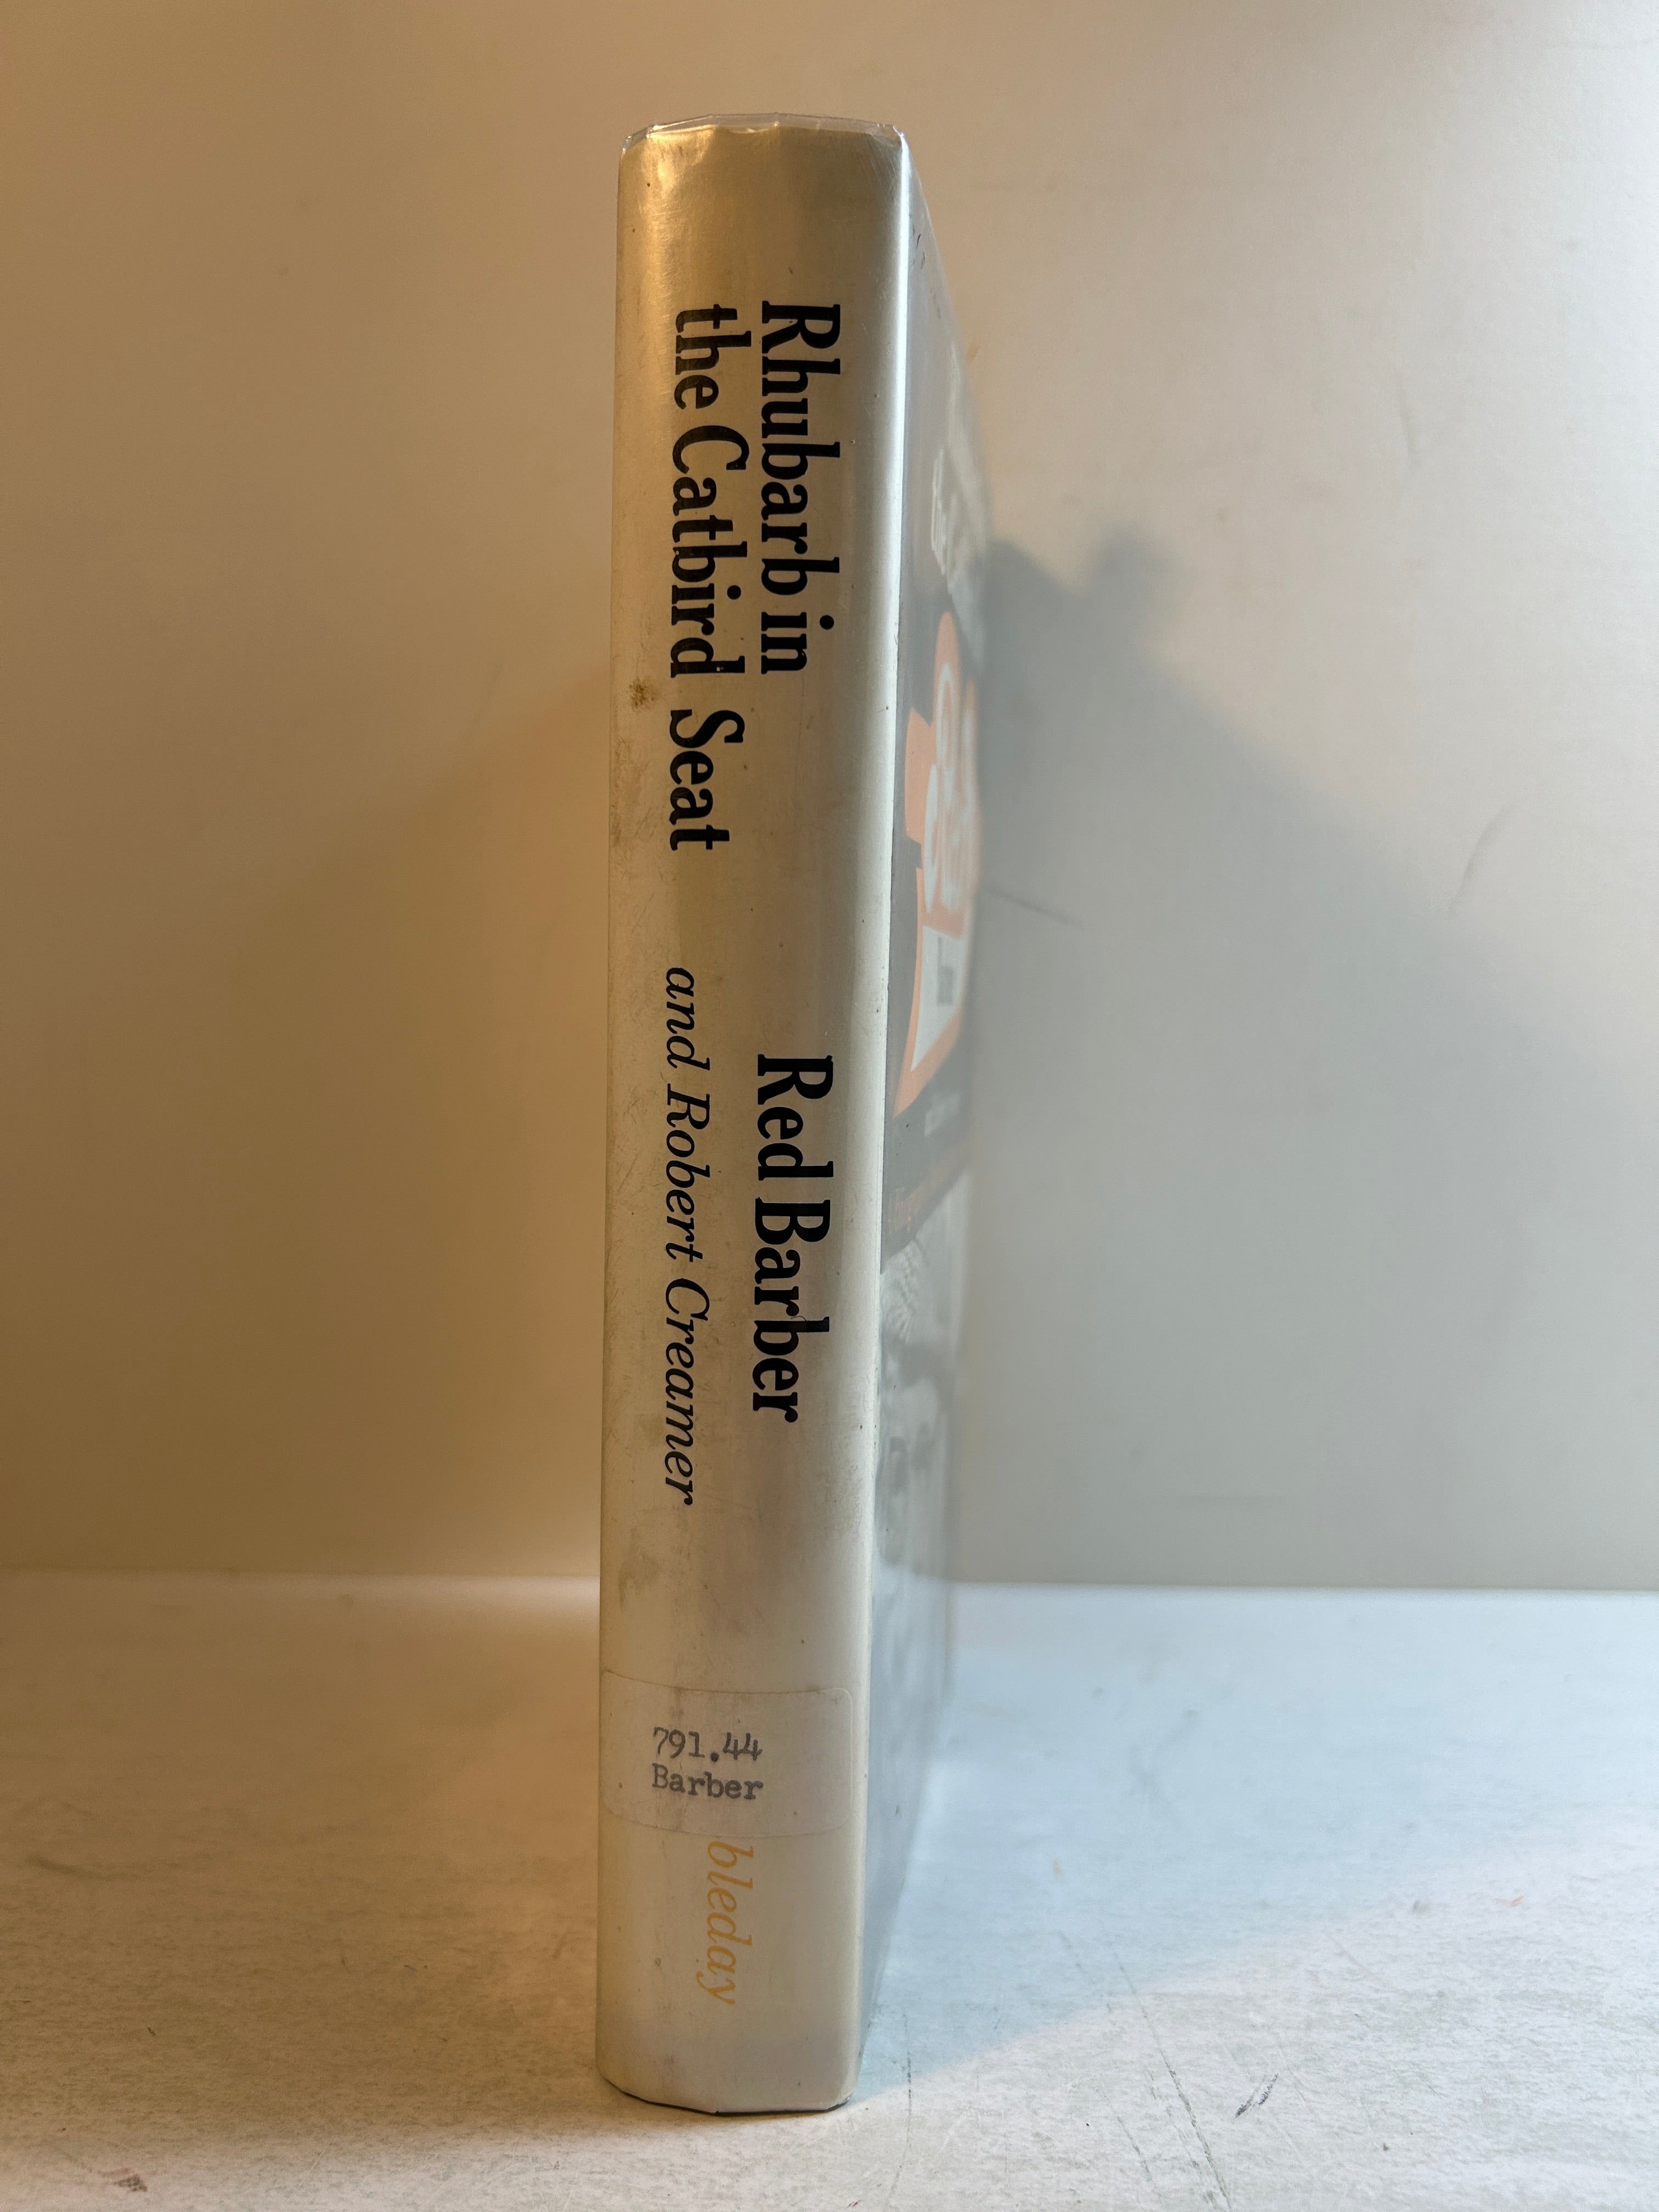 Rhubarb in
the Catbird Seat
Red Barber
and Robert Creamer
791.44
Barber
bleday